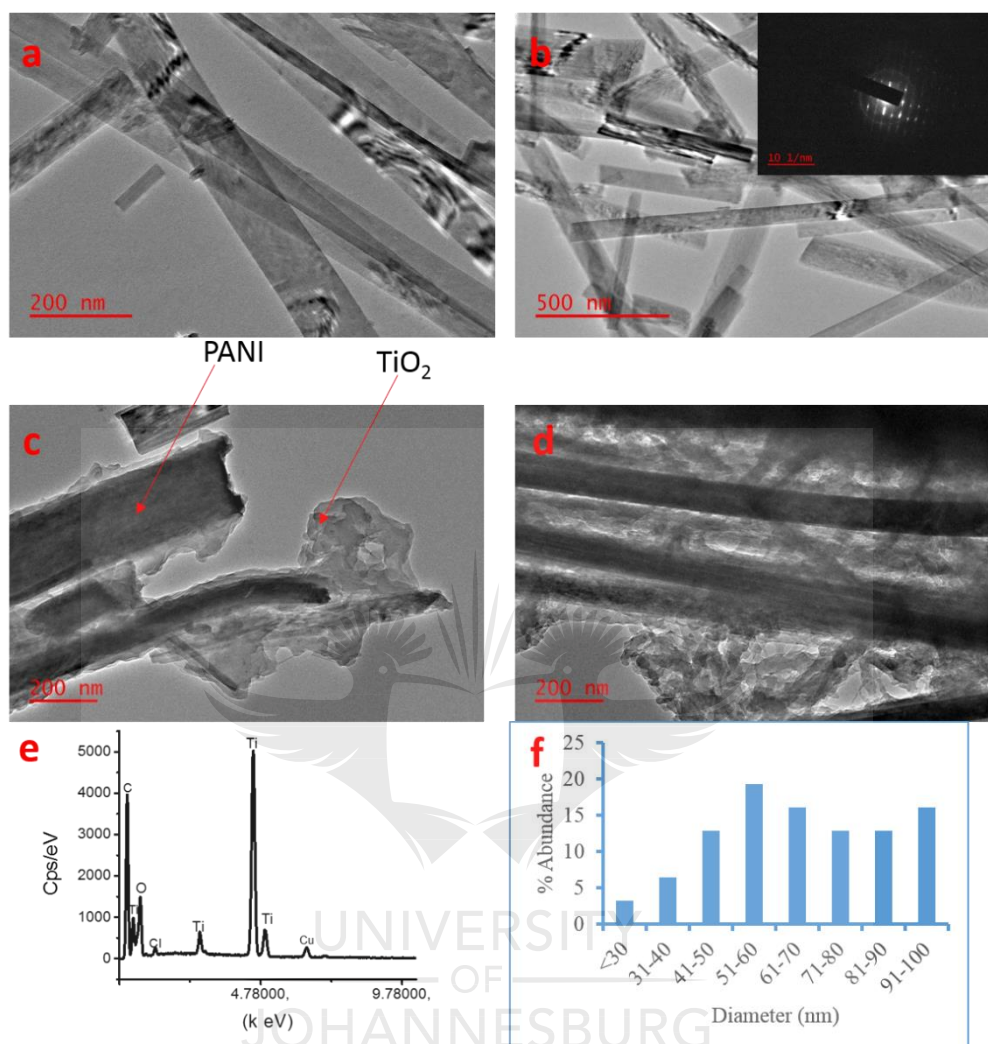 a
200 nm
b
10 1/nm
500 nm
PANI
TiO₂
c
200 nm
d
200 nm
e
Cps/eV
5000
4000
3000
2000
1000
0
C
Ti
O
Cl
Ti
Ti
Ti
Cu
4.78000,
9.78000,
(k eV)
f
% Abundance
25
20
15
10
5
0
<30
31-40
41-50
51-60
61-70
71-80
81-90
91-100
Diameter (nm)
UNIVERSITY
OF
JOHANNESBURG